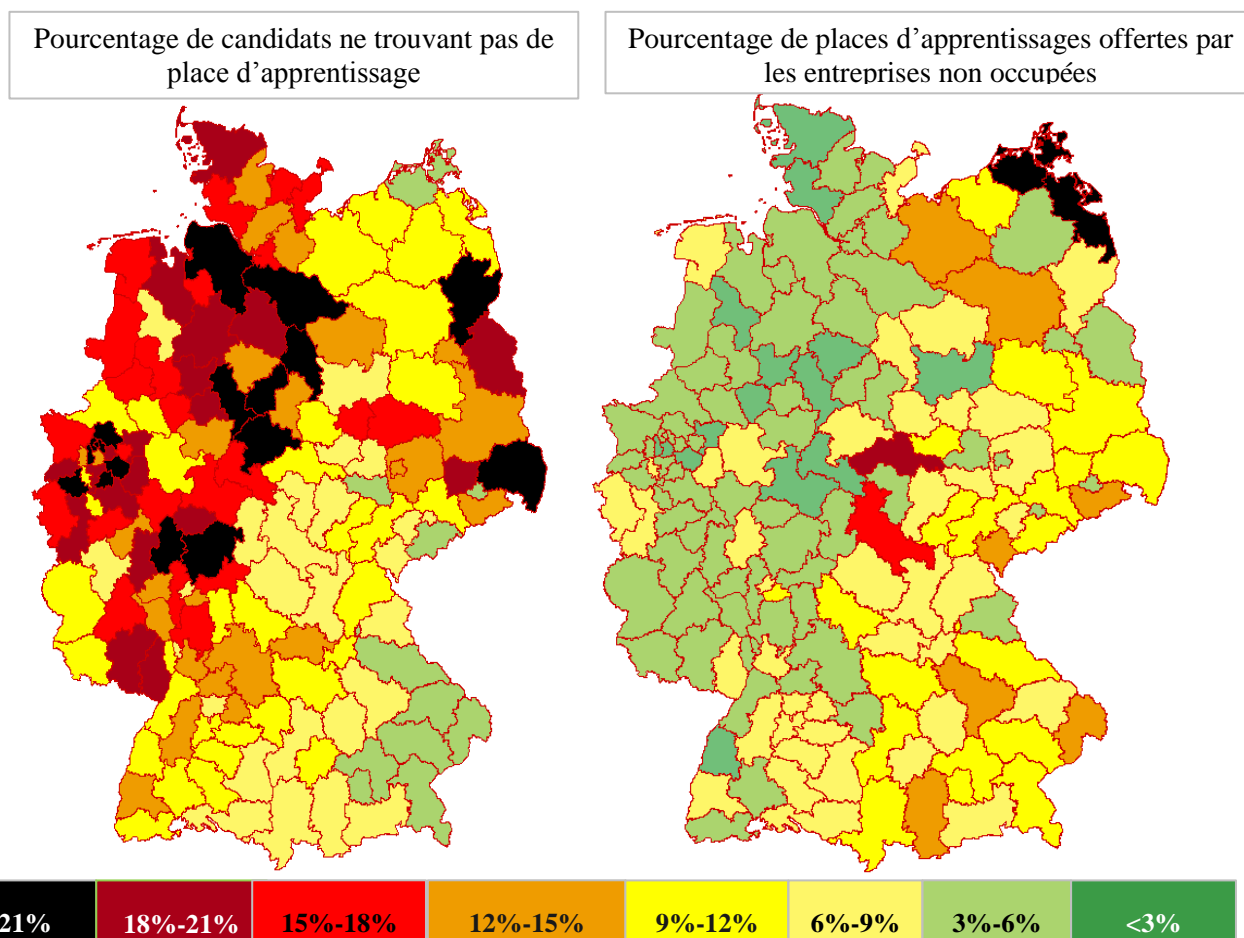 Pourcentage de candidats ne trouvant pas de
place d'apprentissage
Pourcentage de places d'apprentissages offertes par
les entreprises non occupées
21% 18%-21% 15%-18% 12%-15% 9%-12% 6%-9% 3%-6% <3%